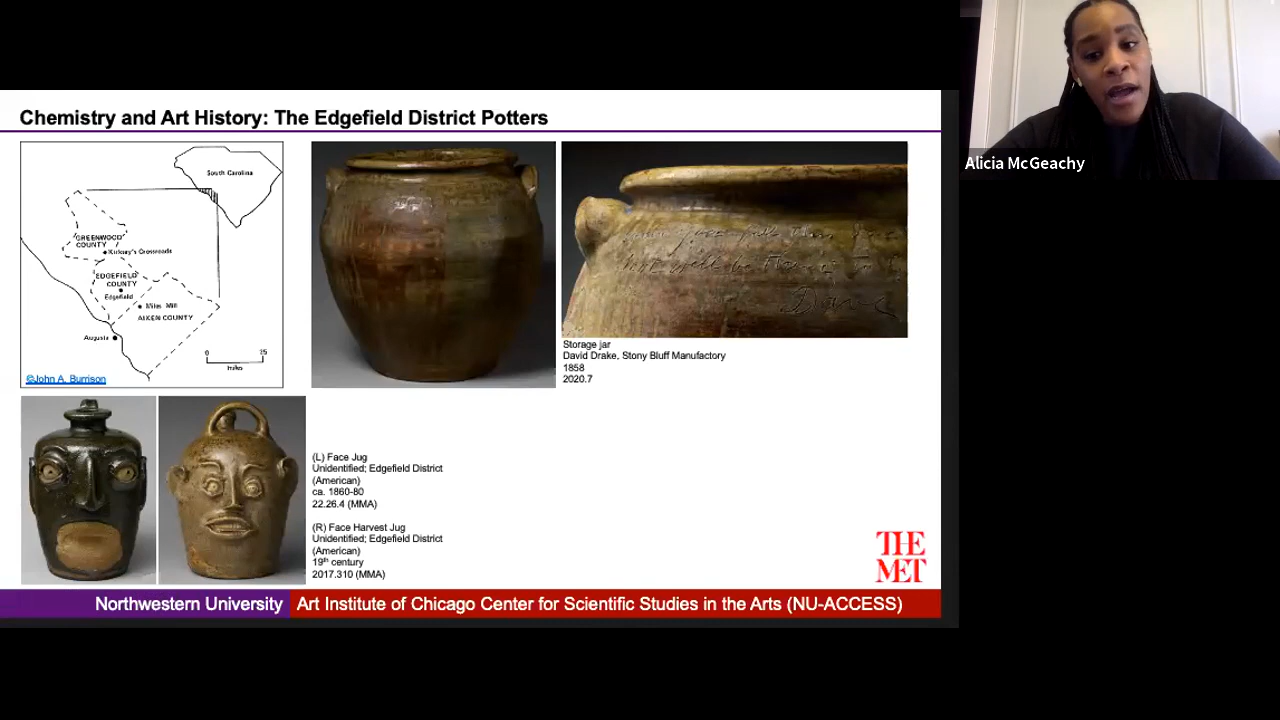 Chemistry and Art History: The Edgefield District Potters
South Carolina
GREENWOOD
COUNTY
Kirksey's Crossroads
EDGEFIELD
COUNTY
Edgefield
Miles Mill
AIKEN COUNTY
Augusta
0 25
miles
©John A. Burrison
Dave
Storage jar
David Drake, Stony Bluff Manufactory
1858
2020.7
(L) Face Jug
Unidentified; Edgefield District
(American)
ca. 1860-80
22.26.4 (MMA)
(R) Face Harvest Jug
Unidentified; Edgefield District
(American)
19th century
2017.310 (MMA)
THE
MET
Northwestern University Art Institute of Chicago Center for Scientific Studies in the Arts (NU-ACCESS)
Alicia McGeachy